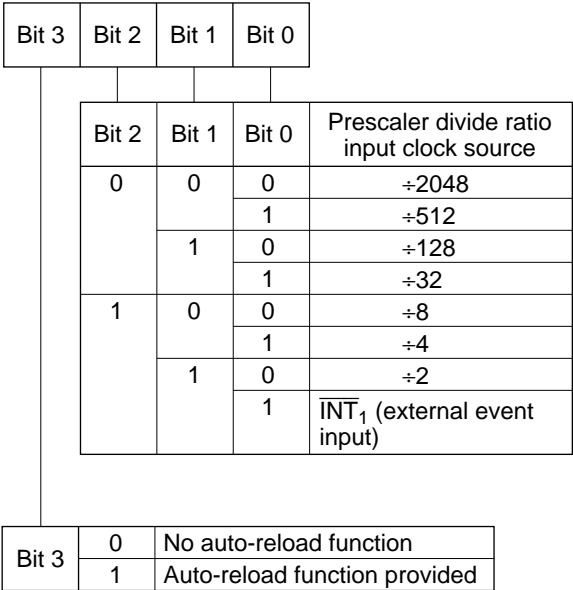 Bit 3 Bit 2 Bit 1 Bit 0
Bit 2 Bit 1 Bit 0 Prescaler divide ratio
input clock source
0 0 0 ÷2048
1 ÷512
1 0 ÷128
1 ÷32
1 0 0 ÷8
1 ÷4
1 0 ÷2
1 I̅N̅T̅₁ (external event
input)
Bit 3 0 No auto-reload function
1 Auto-reload function provided